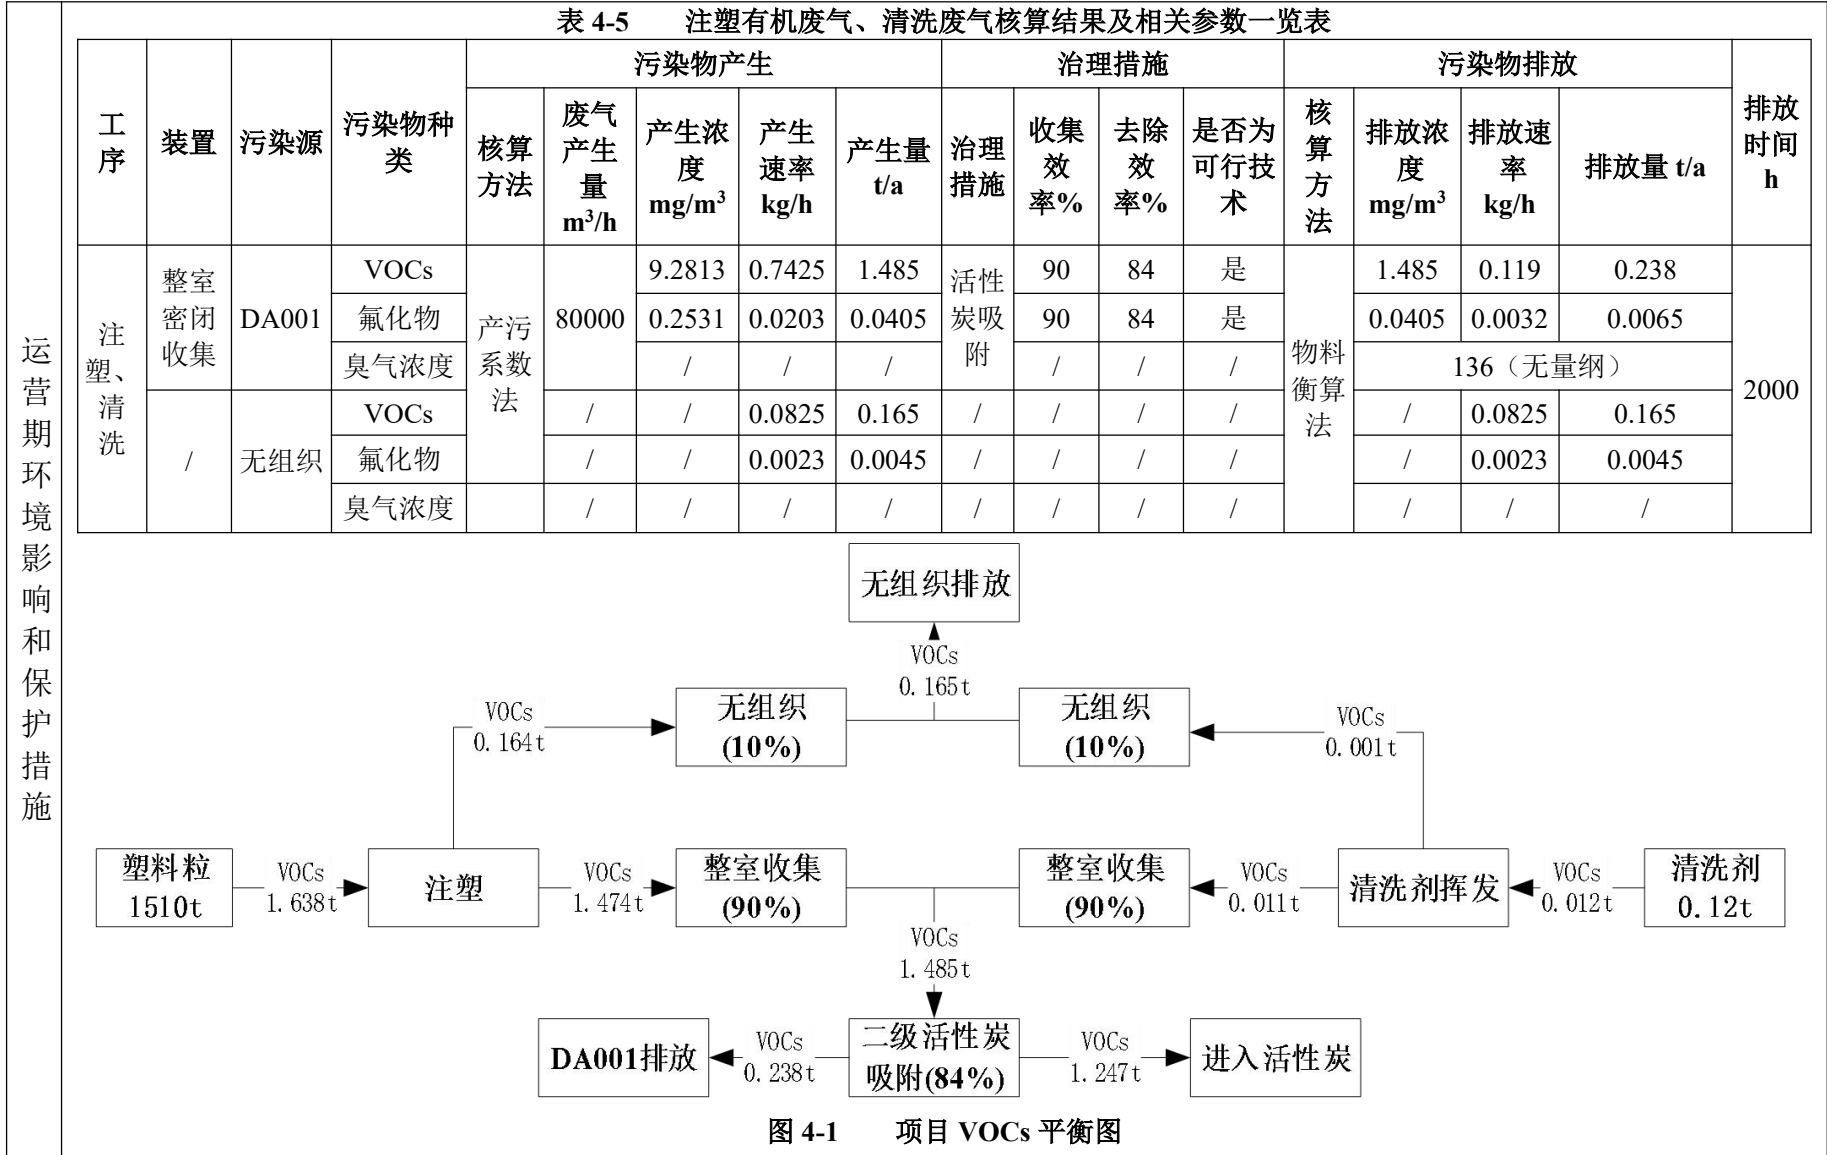 运营期环境影响和保护措施
表 4-5 注塑有机废气、清洗废气核算结果及相关参数一览表
工序 装置 污染源 污染物种类 污染物产生 治理措施 污染物排放 排放时间 h
核算方法 废气产生量 m³/h 产生浓度 mg/m³ 产生速率 kg/h 产生量 t/a 治理措施 收集效率% 去除效率% 是否为可行技术 核算方法 排放浓度 mg/m³ 排放速率 kg/h 排放量 t/a
注塑、清洗 整室密闭收集 DA001 VOCs 产污系数法 80000 9.2813 0.7425 1.485 活性炭吸附 90 84 是 物料衡算法 1.485 0.119 0.238 2000
氟化物 0.2531 0.0203 0.0405 90 84 是 0.0405 0.0032 0.0065
臭气浓度 / / / / / / 136（无量纲）
/ 无组织 VOCs / / 0.0825 0.165 / / / / / 0.0825 0.165
氟化物 / / 0.0023 0.0045 / / / / / 0.0023 0.0045
臭气浓度 / / / / / / / / / / /
无组织排放
VOCs
0.165t
无组织
(10%)
无组织
(10%)
VOCs
0.164t
VOCs
0.001t
塑料粒
1510t
VOCs
1.638t
注塑
VOCs
1.474t
整室收集
(90%)
整室收集
(90%)
VOCs
0.011t
清洗剂挥发
VOCs
0.012t
清洗剂
0.12t
VOCs
1.485t
DA001排放
VOCs
0.238t
二级活性炭
吸附(84%)
VOCs
1.247t
进入活性炭
图 4-1 项目 VOCs 平衡图